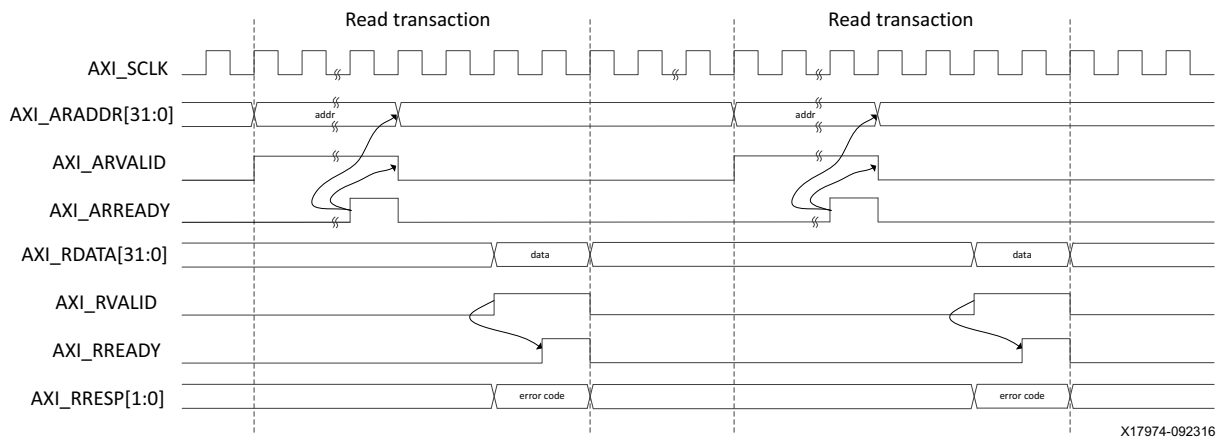 Read transaction Read transaction
AXI_SCLK
AXI_ARADDR[31:0] addr addr
AXI_ARVALID
AXI_ARREADY
AXI_RDATA[31:0] data data
AXI_RVALID
AXI_RREADY
AXI_RRESP[1:0] error code error code
X17974-092316